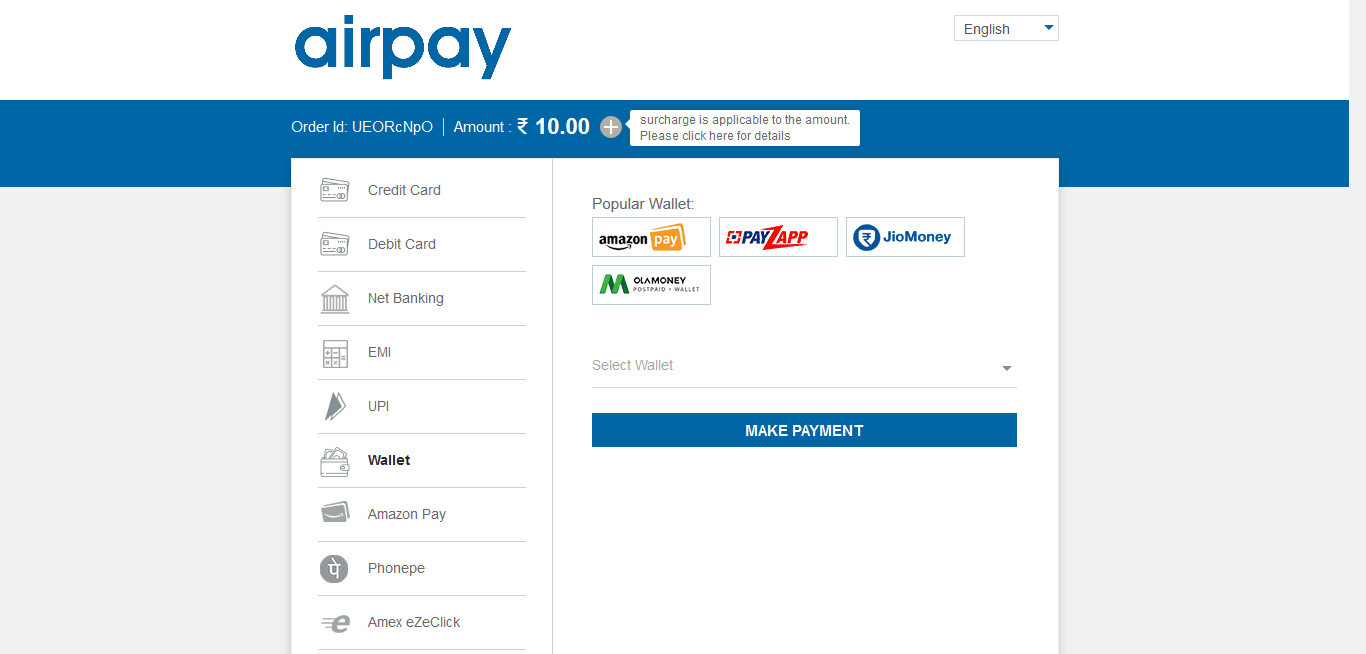 airpay
English
Order Id: UEORcNpO
Amount : ₹ 10.00
surcharge is applicable to the amount.
Please click here for details
Credit Card
Debit Card
Net Banking
EMI
UPI
Wallet
Amazon Pay
पे
Phonepe
e
Amex eZeClick
Popular Wallet:
amazon pay
PAYZAPP
JioMoney
OLAMONEY
POSTPAID + WALLET
Select Wallet
MAKE PAYMENT